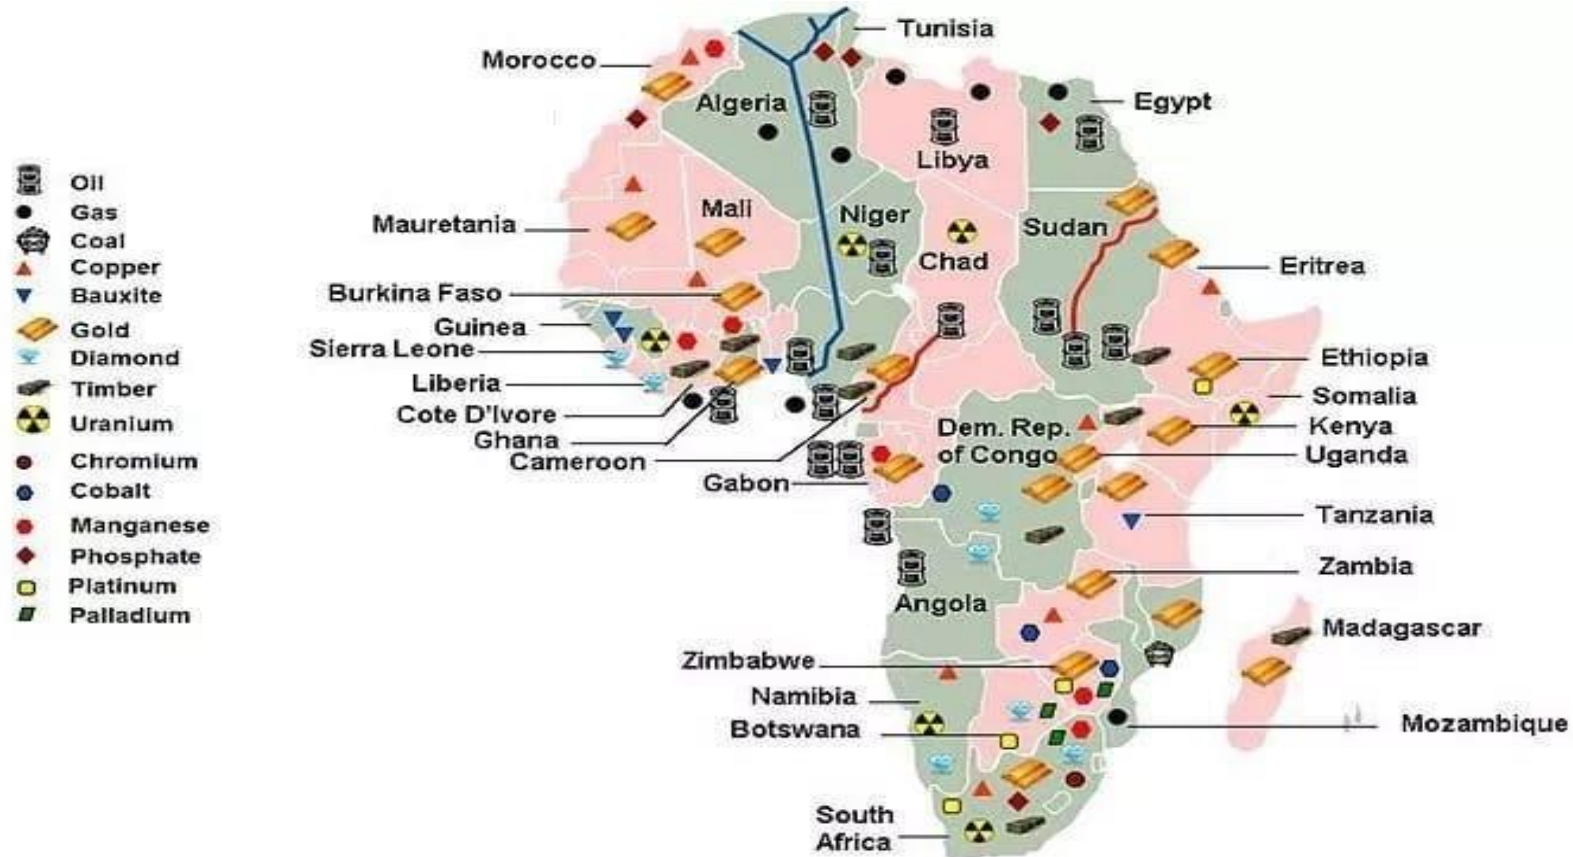 Oil
Gas
Coal
Copper
Bauxite
Gold
Diamond
Timber
Uranium
Chromium
Cobalt
Manganese
Phosphate
Platinum
Palladium
Tunisia
Morocco
Algeria
Egypt
Libya
Mauretania
Mali
Niger
Sudan
Chad
Eritrea
Burkina Faso
Guinea
Sierra Leone
Ethiopia
Liberia
Somalia
Cote D'Ivore
Kenya
Ghana
Dem. Rep.
of Congo
Cameroon
Uganda
Gabon
Tanzania
Zambia
Angola
Madagascar
Zimbabwe
Namibia
Botswana
Mozambique
South
Africa